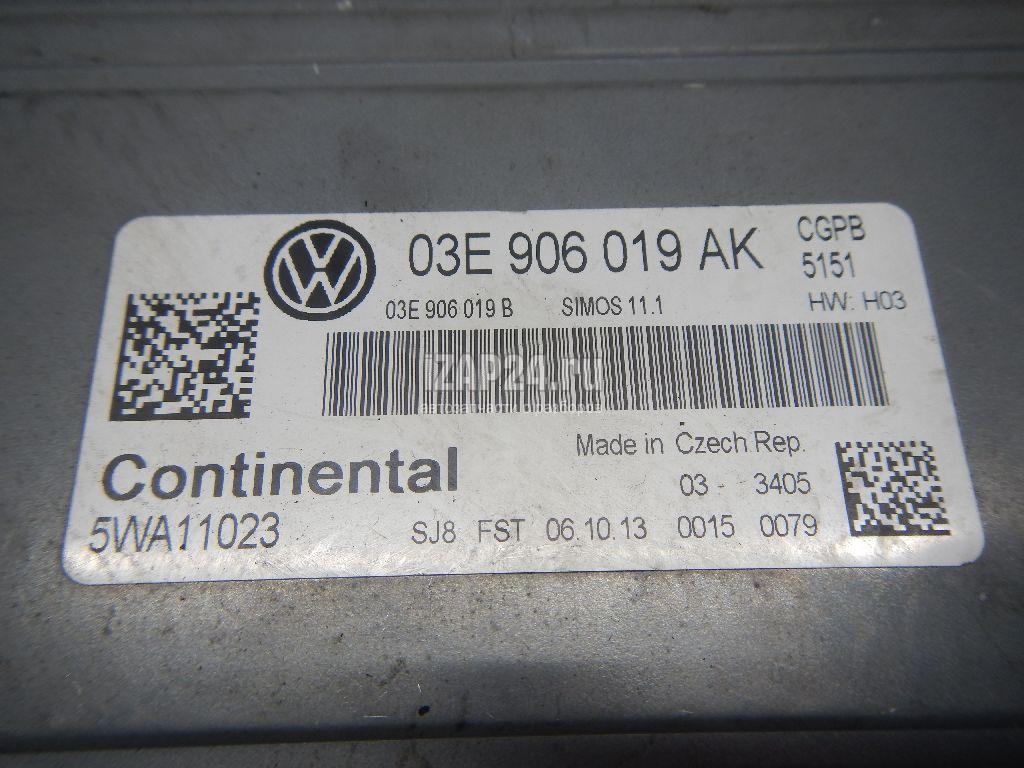 03E 906 019 AK
CGPB
5151
03E 906 019 B SIMOS 11.1
HW: H03
iZAP24.ru
Made in Czech Rep.
Continental
03 - 3405
5WA11023
SJ8 FST 06.10.13 0015 0079